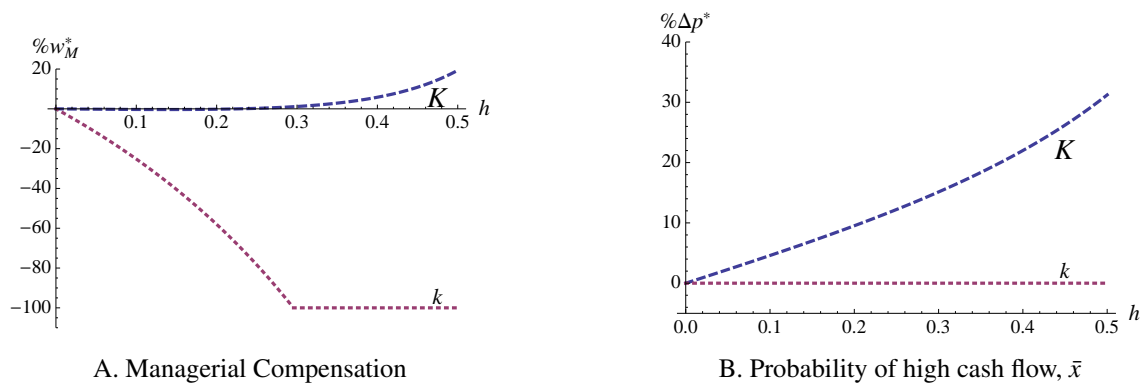 %w*M
20
K
0.1 0.2 0.3 0.4 0.5 h
−20
−40
−60
−80
−100
k
A. Managerial Compensation
%Δp*
40
30
K
20
10
k
0
0.0 0.1 0.2 0.3 0.4 0.5 h
B. Probability of high cash flow, x̄